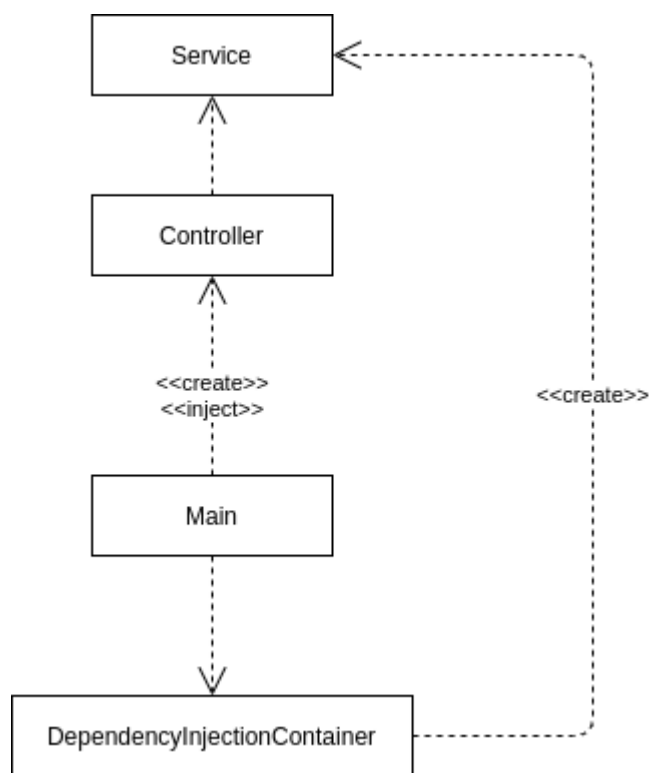 Service
Controller
<<create>>
<<inject>>
<<create>>
Main
DependencyInjectionContainer